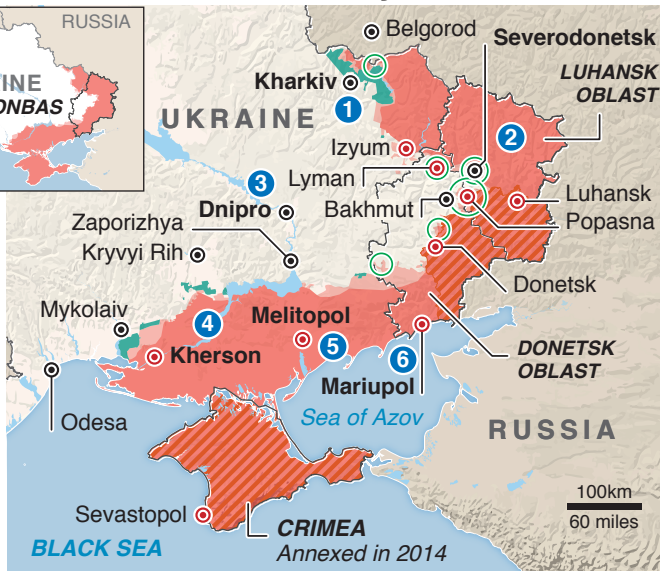 RUSSIA
INE
ONBAS
Belgorod
Severodonetsk
Kharkiv
LUHANSK
OBLAST
1
UKRAINE
2
Izyum
Lyman
3
Dnipro
Bakhmut
Luhansk
Popasna
Zaporizhya
Kryvyi Rih
Donetsk
Mykolaiv
4
Melitopol
Kherson
5
6
DONETSK
OBLAST
Mariupol
Odesa
Sea of Azov
RUSSIA
100km
60 miles
Sevastopol
CRIMEA
Annexed in 2014
BLACK SEA